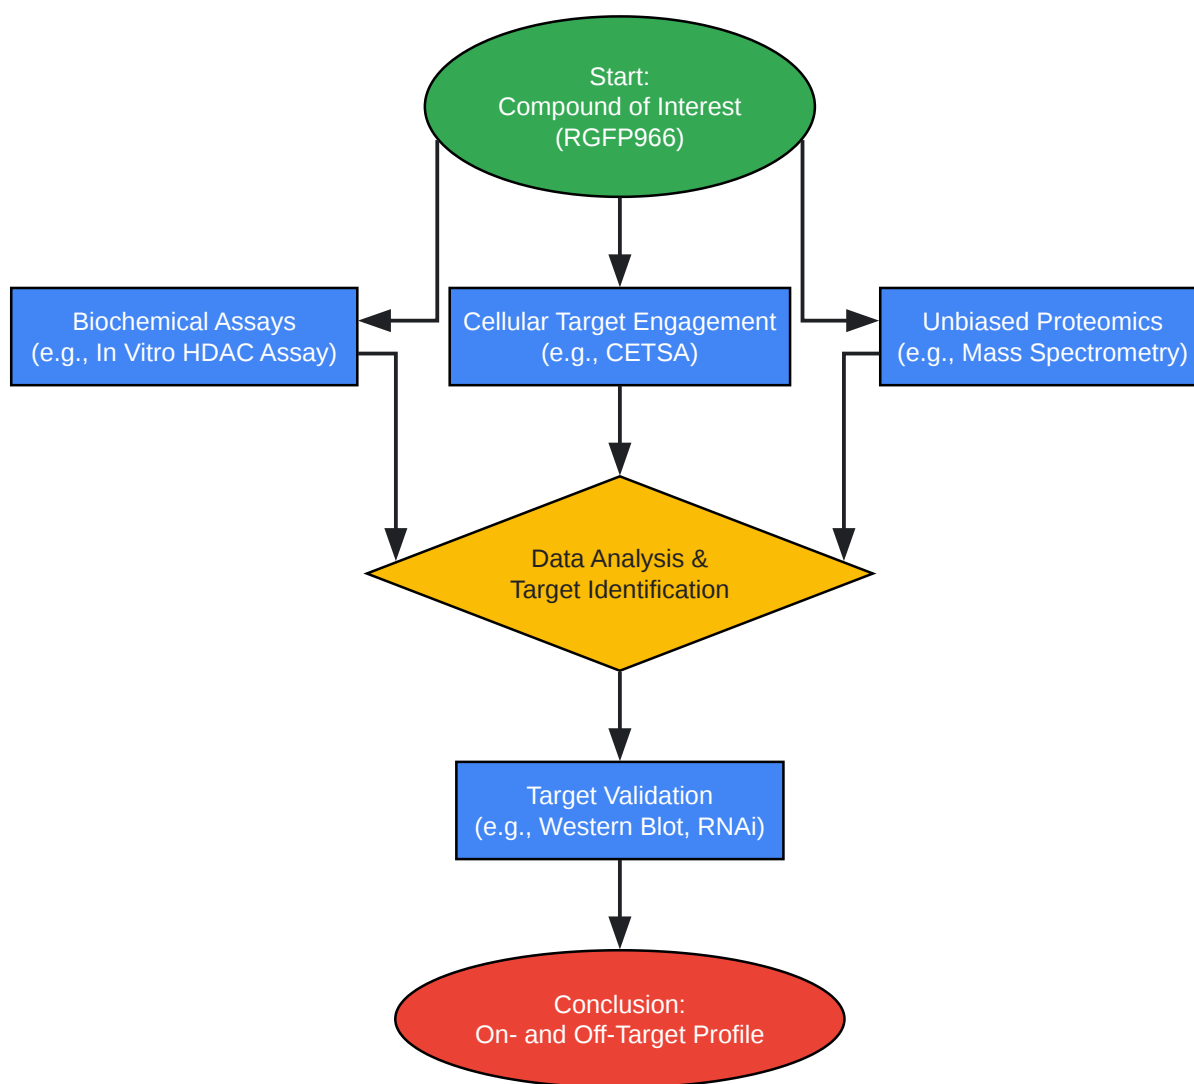 Start:
Compound of Interest
(RGFP966)
Biochemical Assays
(e.g., In Vitro HDAC Assay)
Cellular Target Engagement
(e.g., CETSA)
Unbiased Proteomics
(e.g., Mass Spectrometry)
Data Analysis &
Target Identification
Target Validation
(e.g., Western Blot, RNAi)
Conclusion:
On- and Off-Target Profile